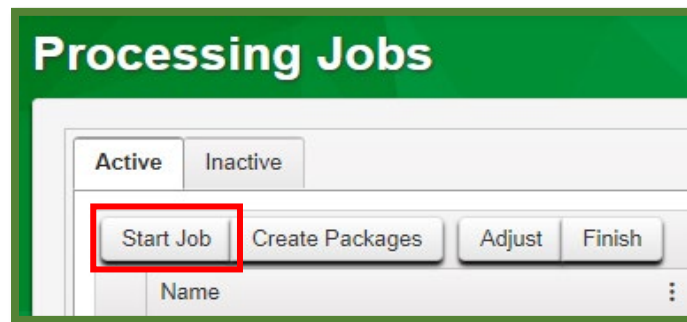 Processing Jobs
Active Inactive
Start Job Create Packages Adjust Finish
Name